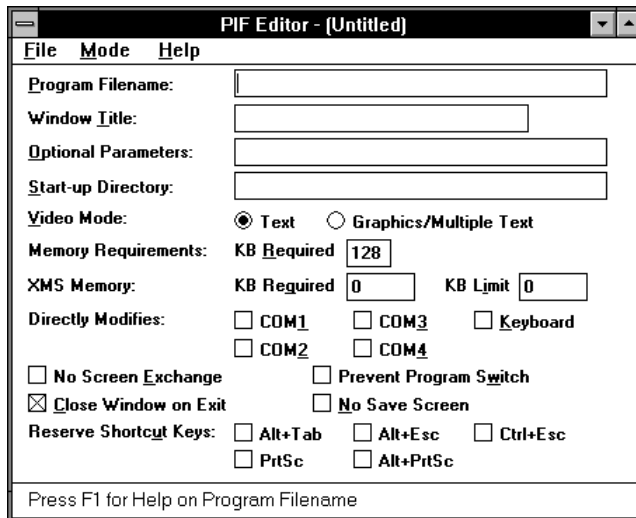 PIF Editor - (Untitled)
File Mode Help
Program Filename:
Window Title:
Optional Parameters:
Start-up Directory:
Video Mode: Text Graphics/Multiple Text
Memory Requirements: KB Required 128
XMS Memory: KB Required 0 KB Limit 0
Directly Modifies: COM1 COM3 Keyboard
COM2 COM4
No Screen Exchange Prevent Program Switch
Close Window on Exit No Save Screen
Reserve Shortcut Keys: Alt+Tab Alt+Esc Ctrl+Esc
PrtSc Alt+PrtSc
Press F1 for Help on Program Filename